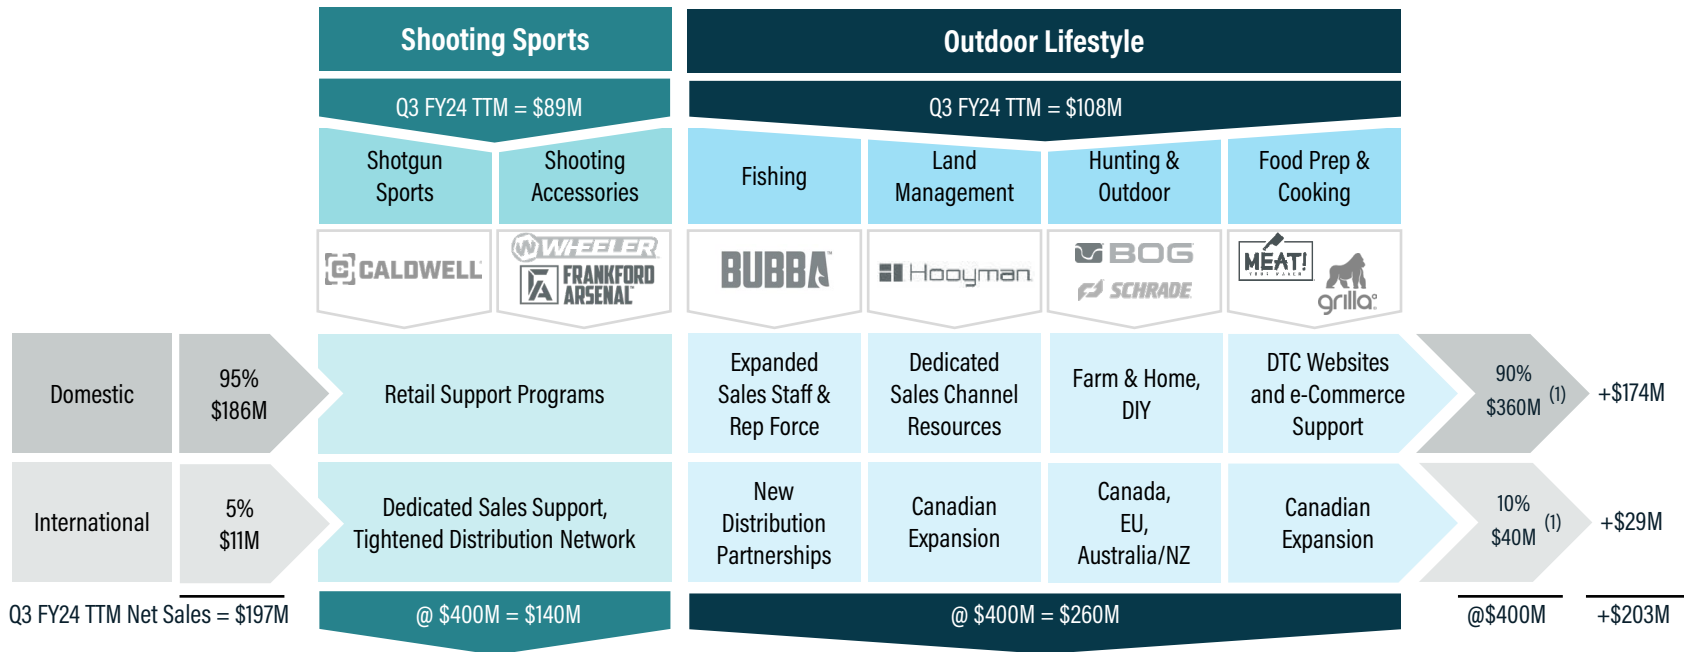 Shooting Sports
Outdoor Lifestyle
Q3 FY24 TTM = $89M
Q3 FY24 TTM = $108M
Shotgun
Sports
Shooting
Accessories
Fishing
Land
Management
Hunting &
Outdoor
Food Prep &
Cooking
CALDWELL
WHEELER
FRANKFORD
ARSENAL
BUBBA
Hooyman
BOG
SCHRADE
MEAT!
YOUR MAKER
grilla
Domestic
95%
$186M
Retail Support Programs
Expanded
Sales Staff &
Rep Force
Dedicated
Sales Channel
Resources
Farm & Home,
DIY
DTC Websites
and e-Commerce
Support
90%
$360M (1)
+$174M
International
5%
$11M
Dedicated Sales Support,
Tightened Distribution Network
New
Distribution
Partnerships
Canadian
Expansion
Canada,
EU,
Australia/NZ
Canadian
Expansion
10%
$40M (1)
+$29M
Q3 FY24 TTM Net Sales = $197M
@ $400M = $140M
@ $400M = $260M
@$400M
+$203M